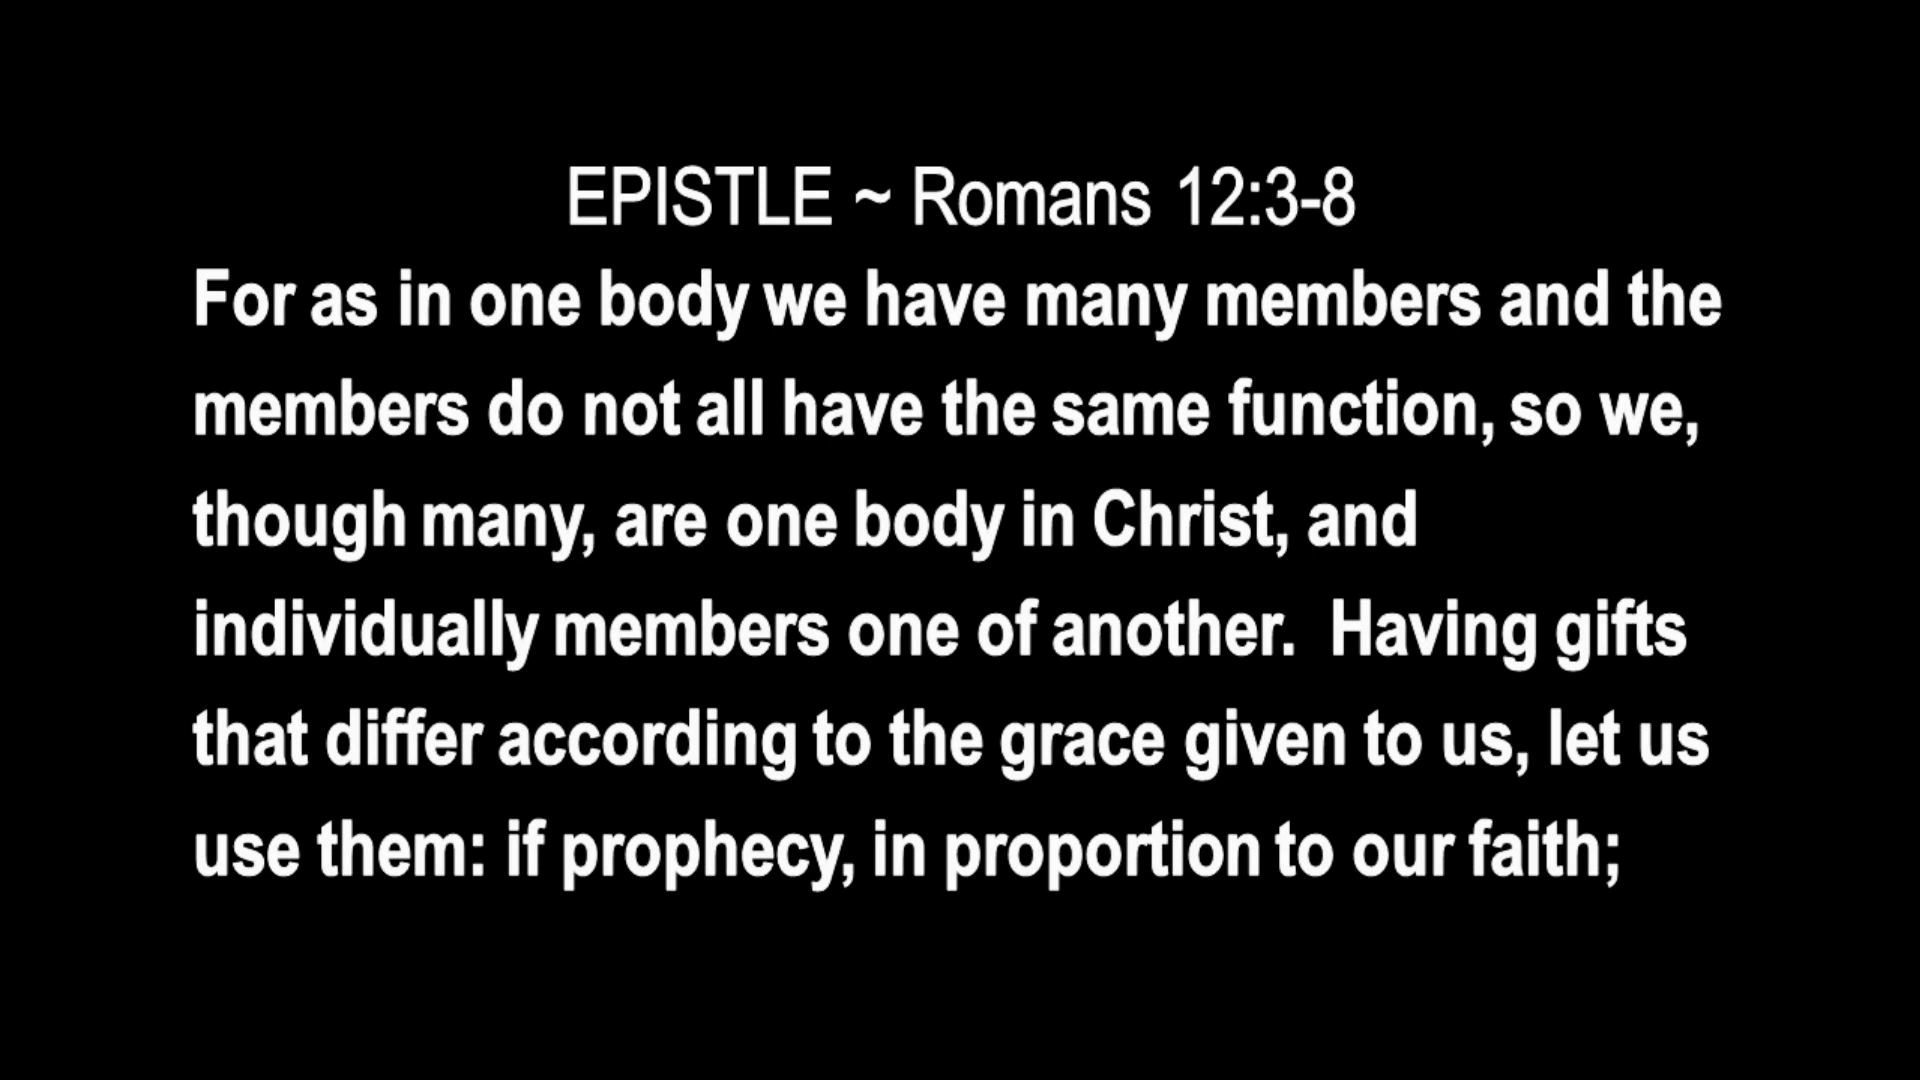 EPISTLE ~ Romans 12:3-8
For as in one body we have many members and the
members do not all have the same function, so we,
though many, are one body in Christ, and
individually members one of another.  Having gifts
that differ according to the grace given to us, let us
use them: if prophecy, in proportion to our faith;